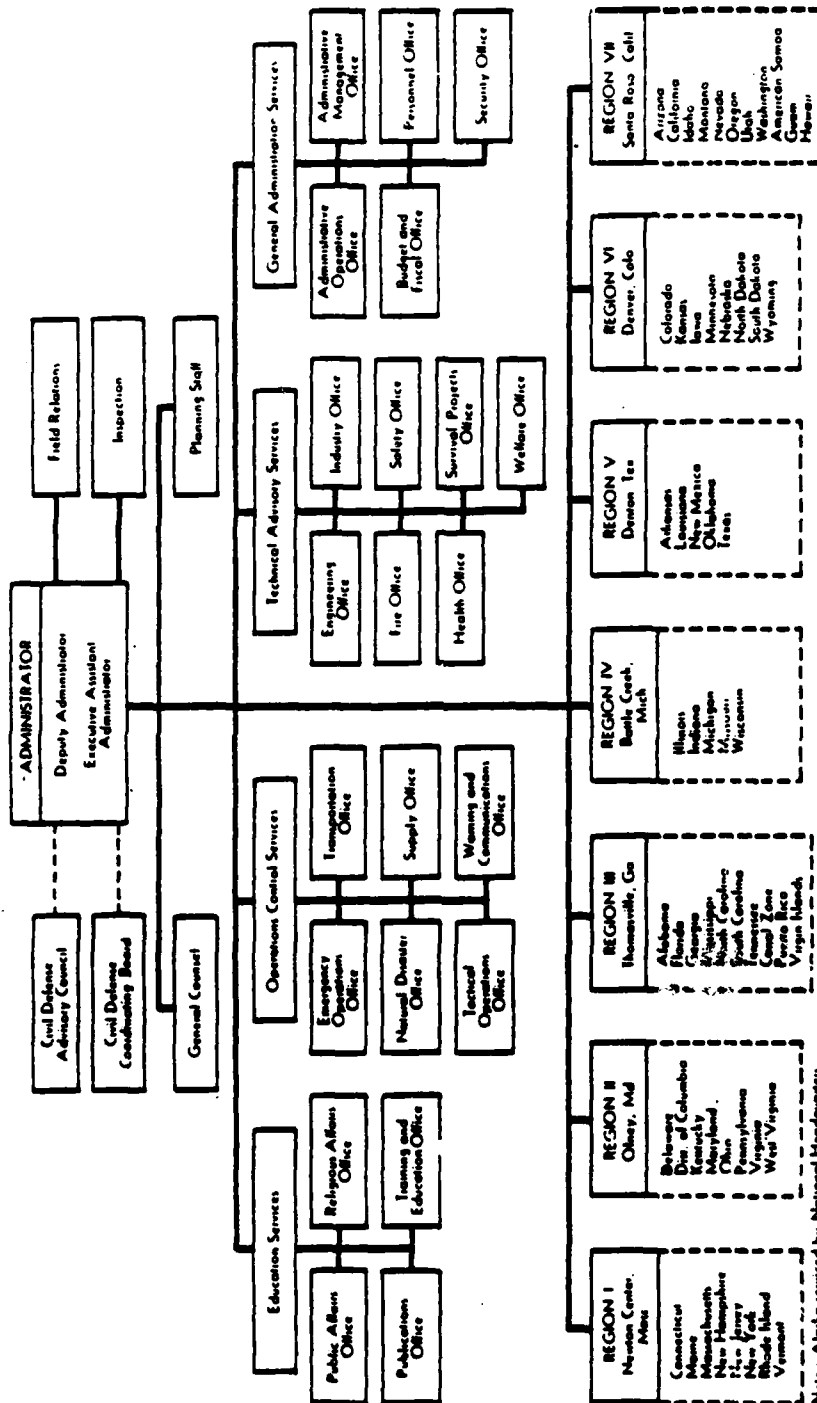 ADMINISTRATOR
Deputy Administrator
Executive Assistant
Administrator
Civil Defense
Advisory Council
Civil Defense
Coordinating Board
Field Relations
Inspection
General Counsel
Planning Staff
Education Services
Public Affairs
Office
Religious Affairs
Office
Publications
Office
Training and
Education Office
Operations Control Services
Emergency
Operations
Office
Transportation
Office
Natural Disaster
Office
Supply Office
Tactical
Operations
Office
Warning and
Communications
Office
Technical Advisory Services
Engineering
Office
Industry Office
Fire Office
Safety Office
Health Office
Survival Projects
Office
Welfare Office
General Administration Services
Administrative
Operations
Office
Administrative
Management
Office
Budget and
Fiscal Office
Personnel Office
Security Office
REGION I
Newton Center,
Mass
Connecticut
Maine
Massachusetts
New Hampshire
New Jersey
New York
Rhode Island
Vermont
REGION II
Olney, Md
Delaware
Dist. of Columbia
Kentucky
Maryland
Ohio
Pennsylvania
Virginia
West Virginia
REGION III
Thomasville, Ga
Alabama
Florida
Georgia
Mississippi
North Carolina
South Carolina
Tennessee
Canal Zone
Puerto Rico
Virgin Islands
REGION IV
Battle Creek,
Mich
Illinois
Indiana
Michigan
Missouri
Wisconsin
REGION V
Denton Tex
Arkansas
Louisiana
New Mexico
Oklahoma
Texas
REGION VI
Denver, Colo
Colorado
Kansas
Iowa
Minnesota
Nebraska
North Dakota
South Dakota
Wyoming
REGION VII
Santa Rosa Calif
Arizona
California
Idaho
Montana
Nevada
Oregon
Utah
Washington
American Samoa
Guam
Hawaii
Alaska serviced by National Headquarters